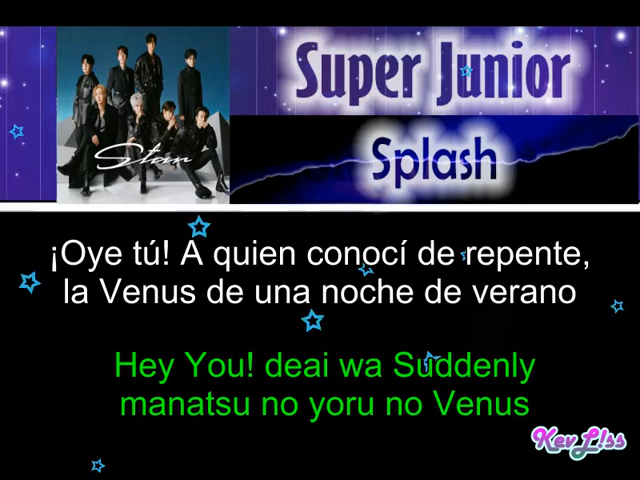 Super Junior
Star
Splash
¡Oye tú! A quien conocí de repente,
la Venus de una noche de verano
Hey You! deai wa Suddenly
manatsu no yoru no Venus
KevL!ss